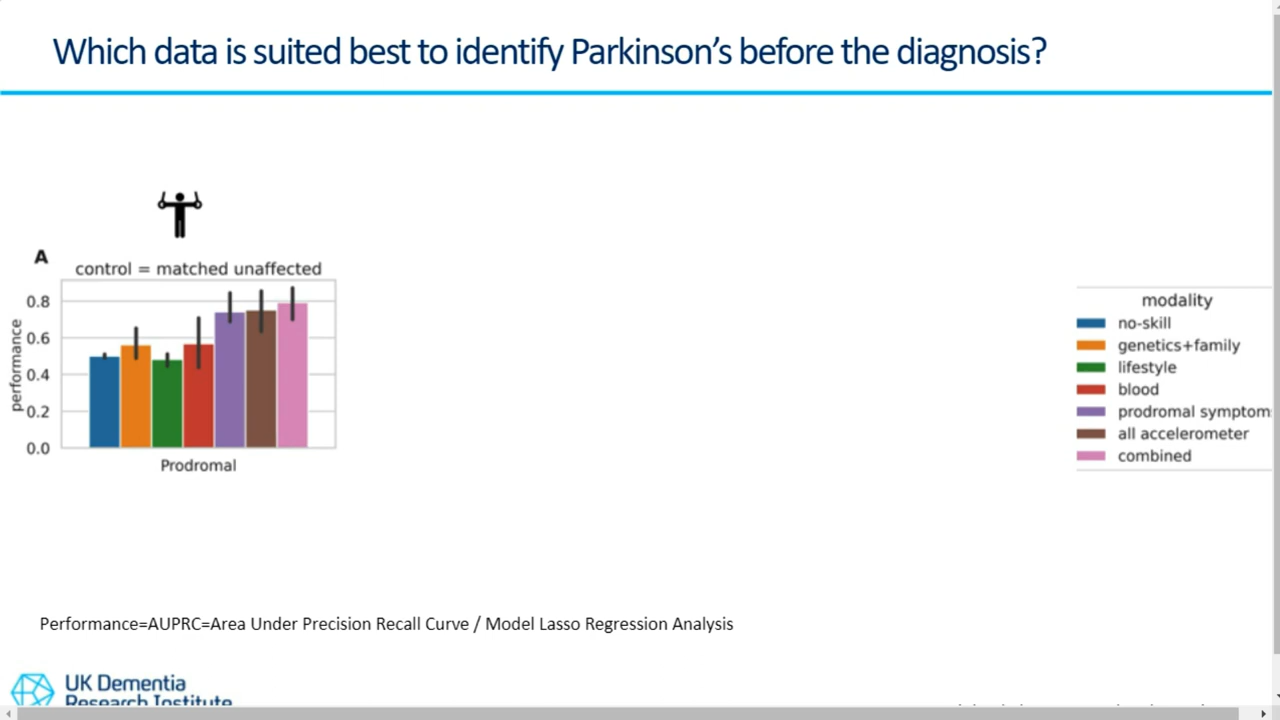 Which data is suited best to identify Parkinson's before the diagnosis?
A
control = matched unaffected
performance
0.8
0.6
0.4
0.2
0.0
Prodromal
modality
no-skill
genetics+family
lifestyle
blood
prodromal symptom
all accelerometer
combined
Performance=AUPRC=Area Under Precision Recall Curve / Model Lasso Regression Analysis
UK Dementia
Research Institute